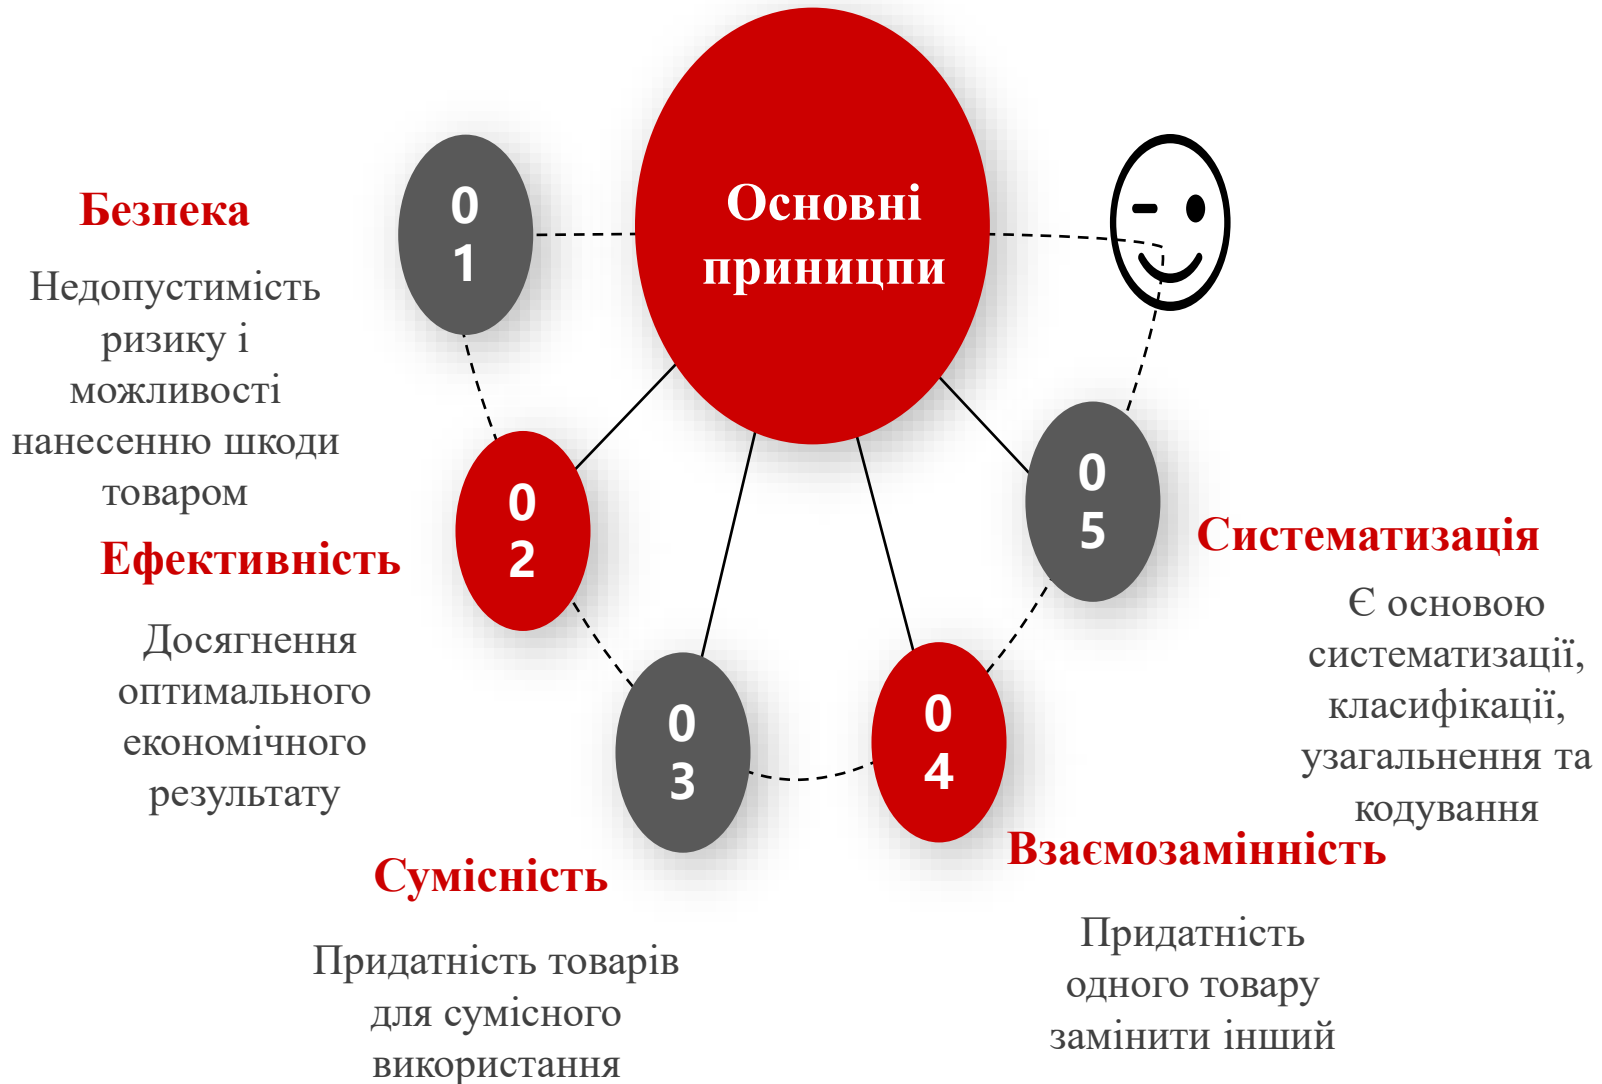 Основні
приницпи
0
1
Безпека
Недопустимість
ризику і
можливості
нанесенню шкоди
товаром
0
2
Ефективність
Досягнення
оптимального
економічного
результату
0
3
Сумісність
Придатність товарів
для сумісного
використання
0
4
Взаємозамінність
Придатність
одного товару
замінити інший
0
5
Систематизація
Є основою
систематизації,
класифікації,
узагальнення та
кодування